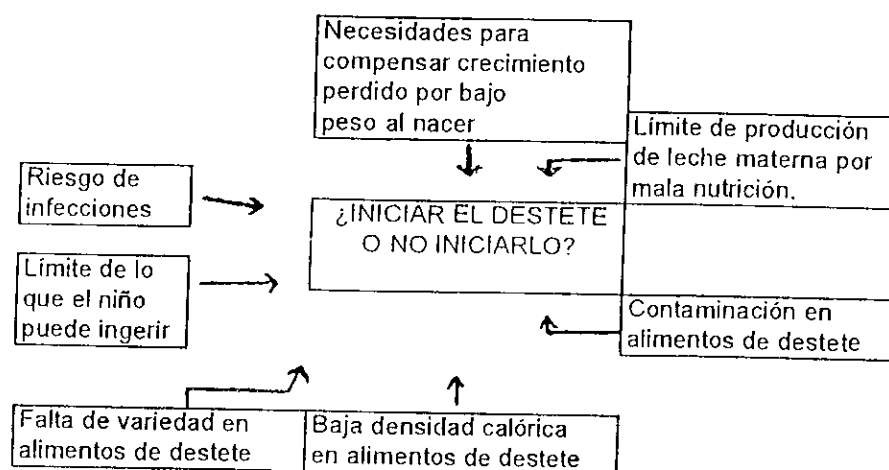 Necesidades para
compensar crecimiento
perdido por bajo
peso al nacer
Límite de producción
de leche materna por
mala nutrición.
Riesgo de
infecciones
¿INICIAR EL DESTETE
O NO INICIARLO?
Límite de lo
que el niño
puede ingerir
Contaminación en
alimentos de destete
Falta de variedad en
alimentos de destete
Baja densidad calórica
en alimentos de destete